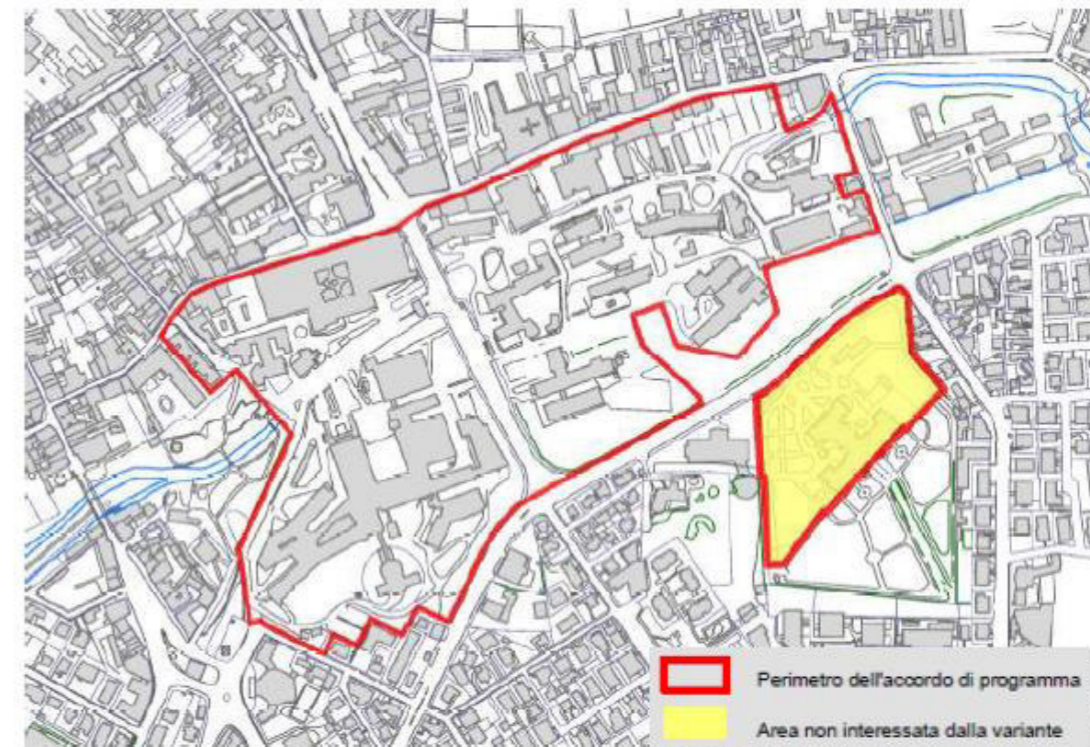 Perimetro dell'accordo di programma
Area non interessata dalla variante